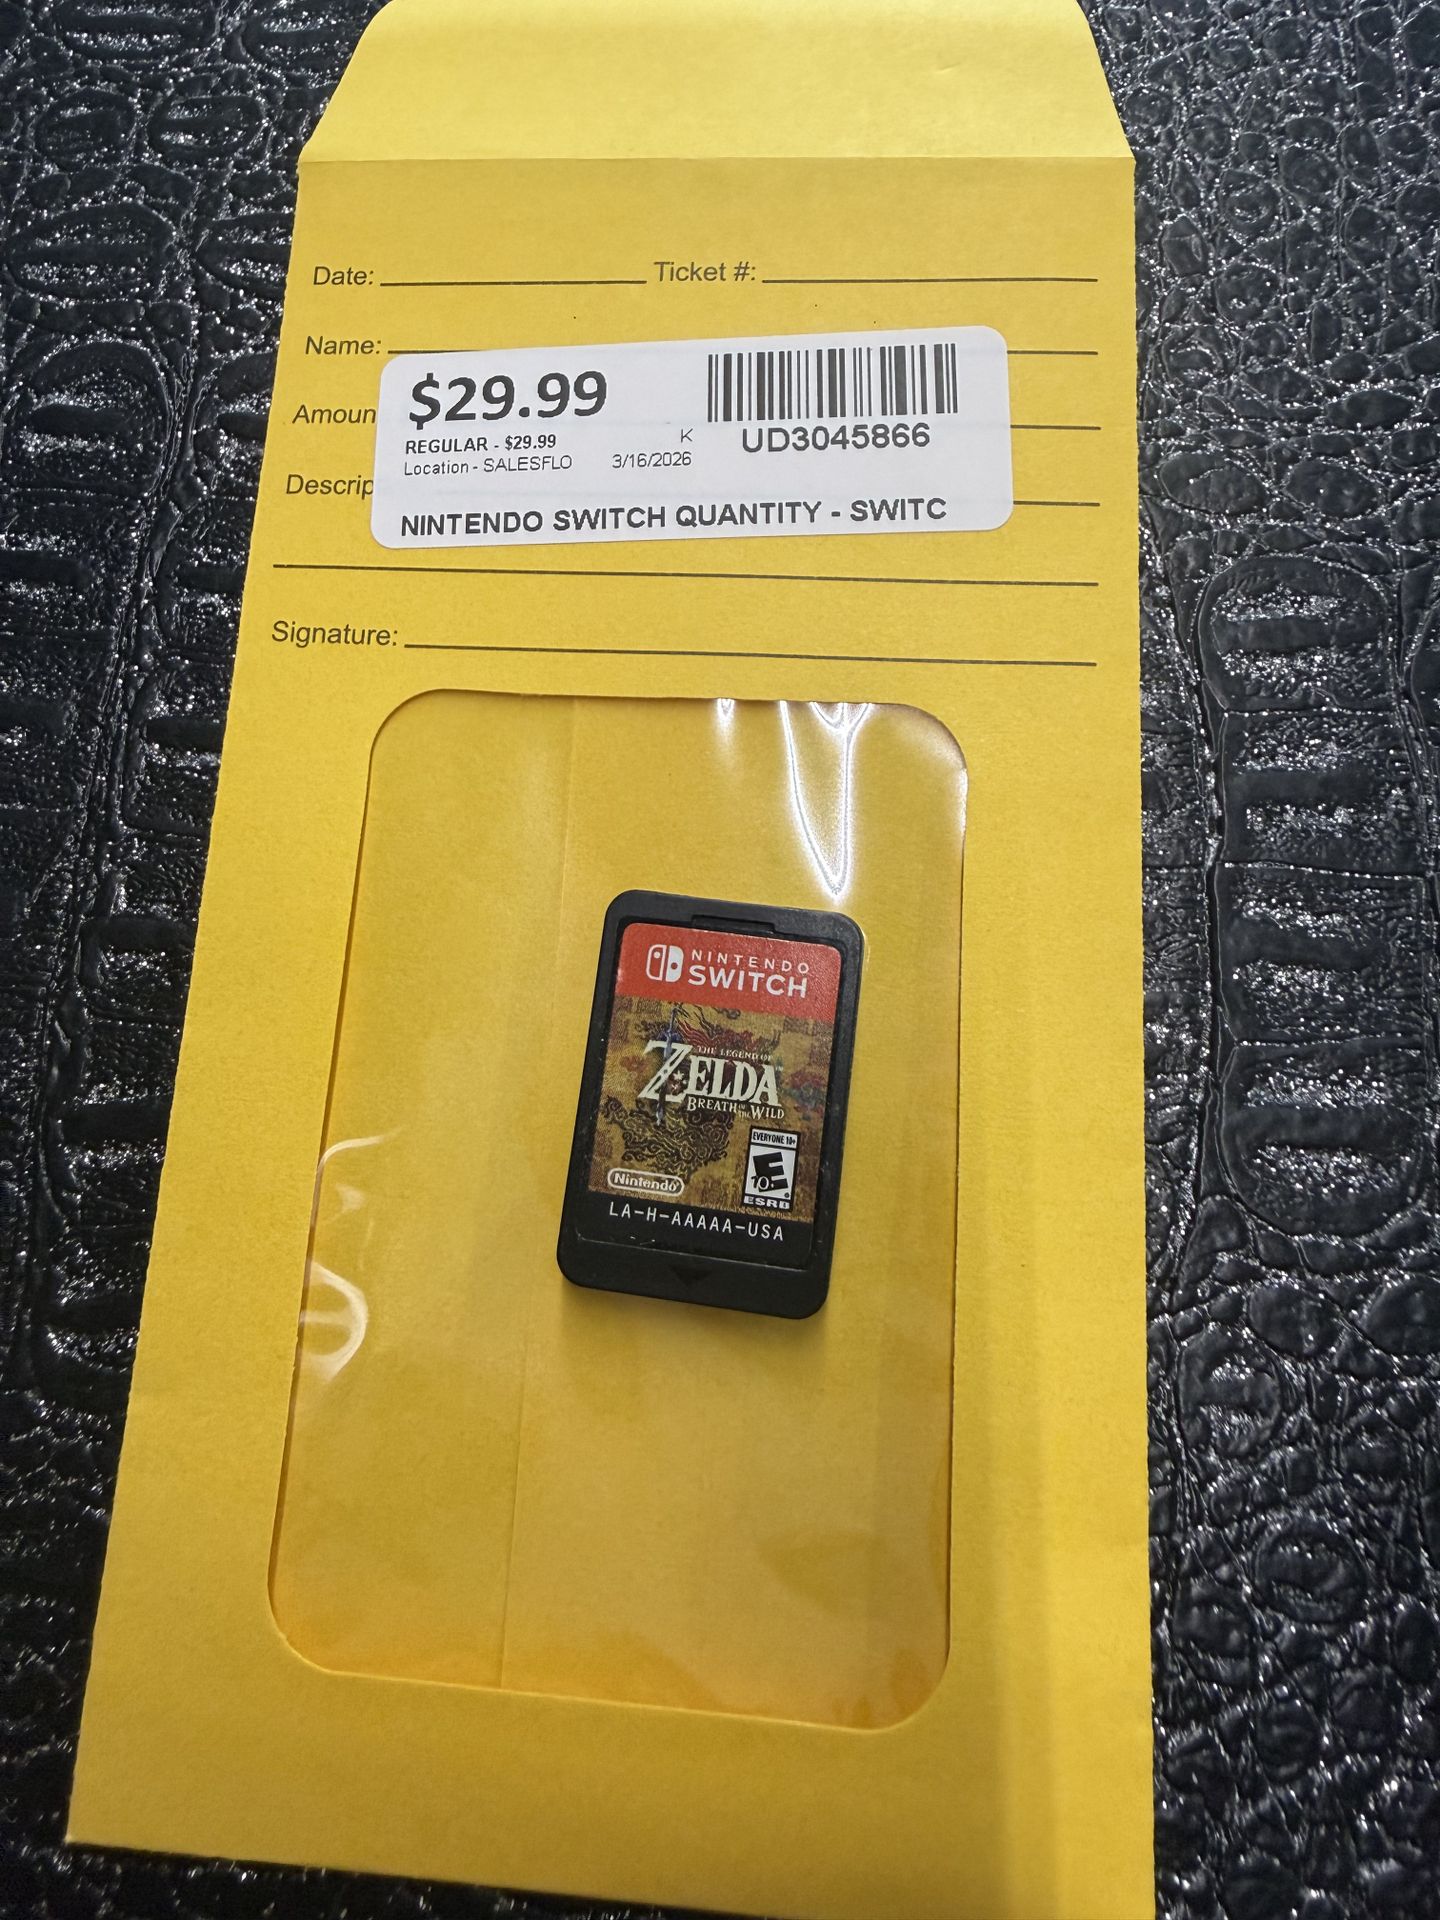 Date: Ticket #:
Name:
Amoun
$29.99
REGULAR - $29.99 K
Location - SALESFLO 3/16/2026
UD3045866
Descrip
NINTENDO SWITCH QUANTITY - SWITC
Signature:
NINTENDO
SWITCH
THE LEGEND OF
ZELDA
BREATH OF THE WILD
EVERYONE 10+
E
10+
ESRB
Nintendo
LA-H-AAAAA-USA